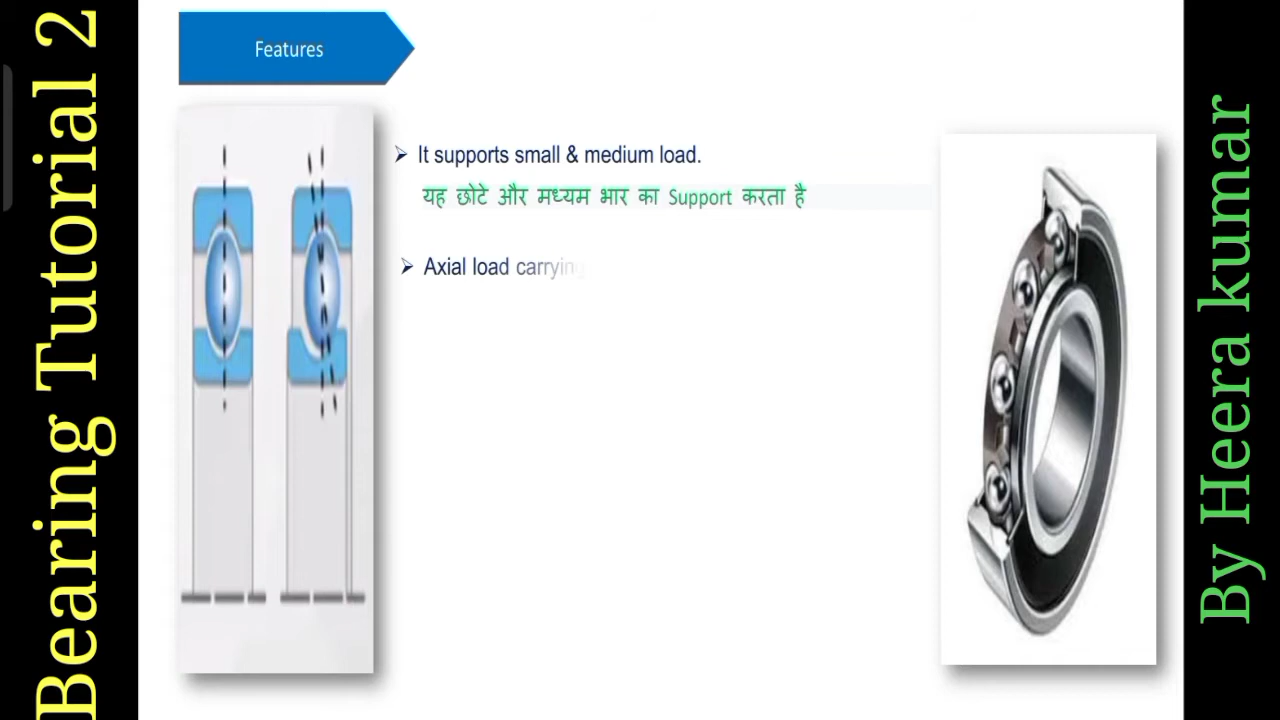 Bearing Tutorial 2
Features
It supports small & medium load.
यह छोटे और मध्यम भार का Support करता है
Axial load carrying
By Heera kumar